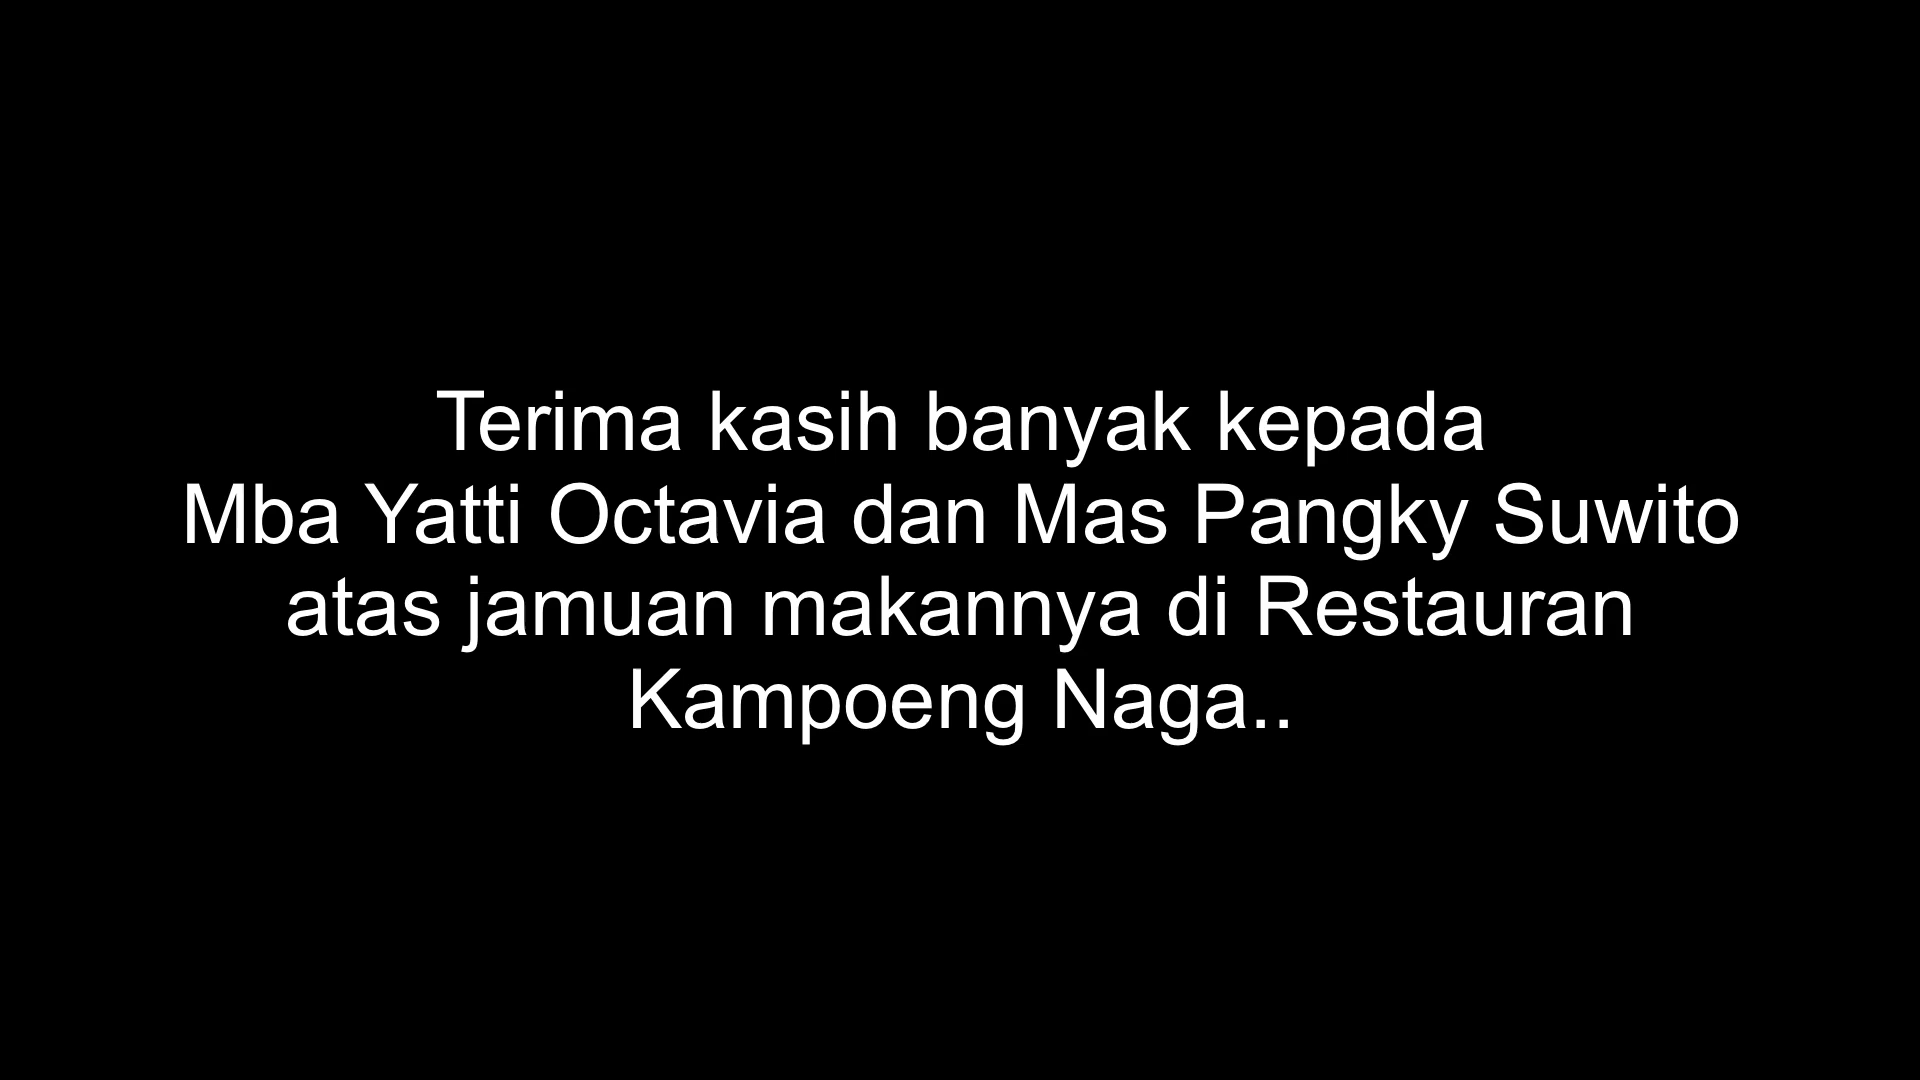 Terima kasih banyak kepada
Mba Yatti Octavia dan Mas Pangky Suwito
atas jamuan makannya di Restauran
Kampoeng Naga..